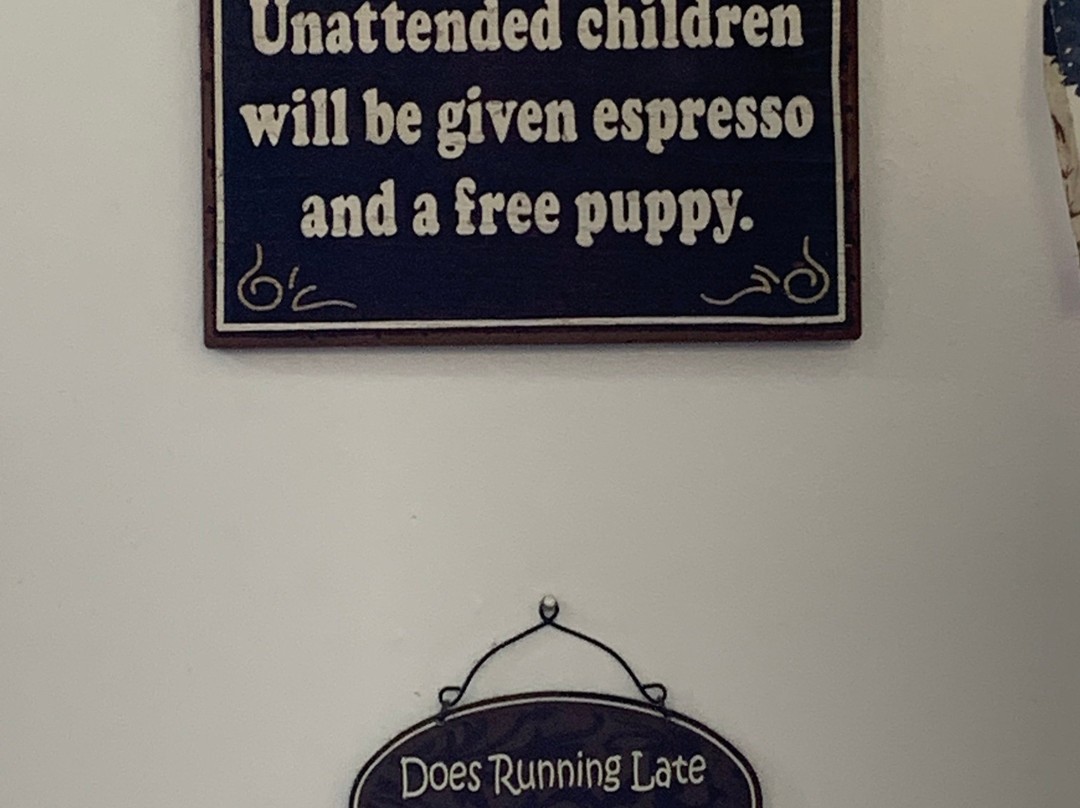 Unattended children
will be given espresso
and a free puppy.
Does Running Late